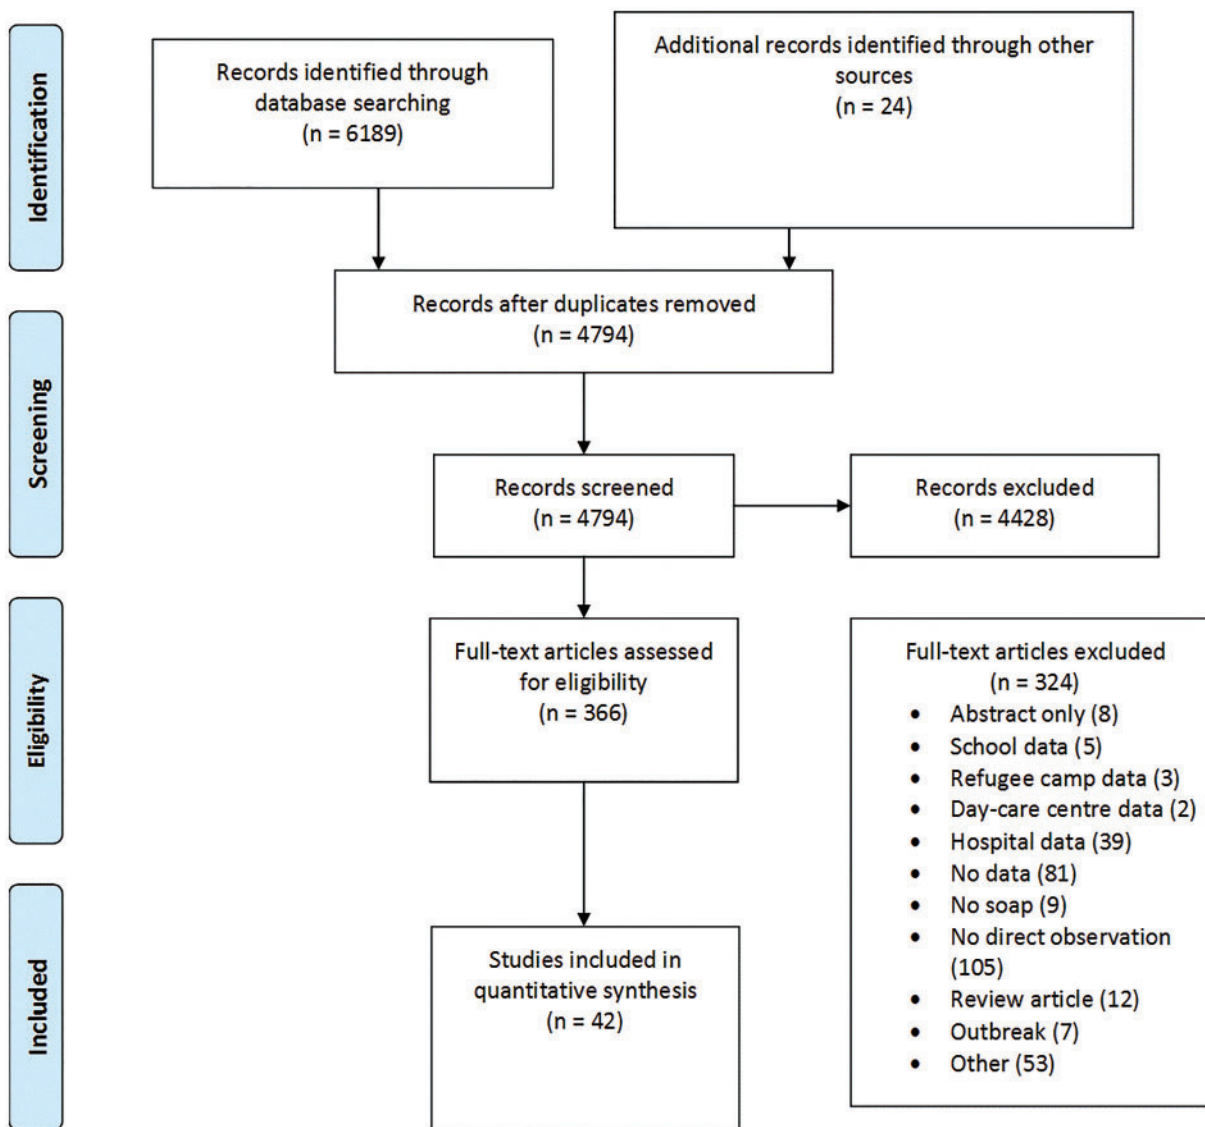 Identification
Records identified through
database searching
(n = 6189)
Additional records identified through other
sources
(n = 24)
Records after duplicates removed
(n = 4794)
Screening
Records screened
(n = 4794)
Records excluded
(n = 4428)
Eligibility
Full-text articles assessed
for eligibility
(n = 366)
Full-text articles excluded
(n = 324)
• Abstract only (8)
• School data (5)
• Refugee camp data (3)
• Day-care centre data (2)
• Hospital data (39)
• No data (81)
• No soap (9)
• No direct observation
(105)
• Review article (12)
• Outbreak (7)
• Other (53)
Included
Studies included in
quantitative synthesis
(n = 42)